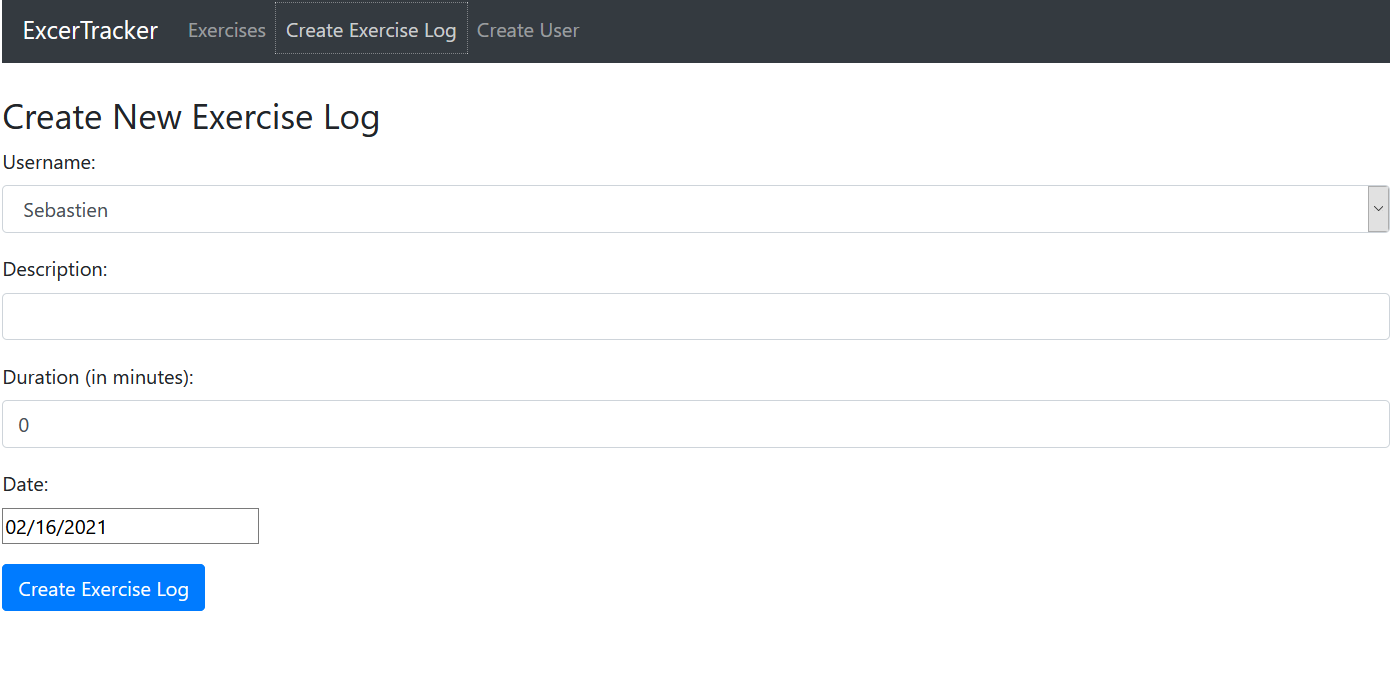 ExcerTracker Exercises Create Exercise Log Create User
Create New Exercise Log
Username:
Sebastien
Description:
Duration (in minutes):
0
Date:
02/16/2021
Create Exercise Log